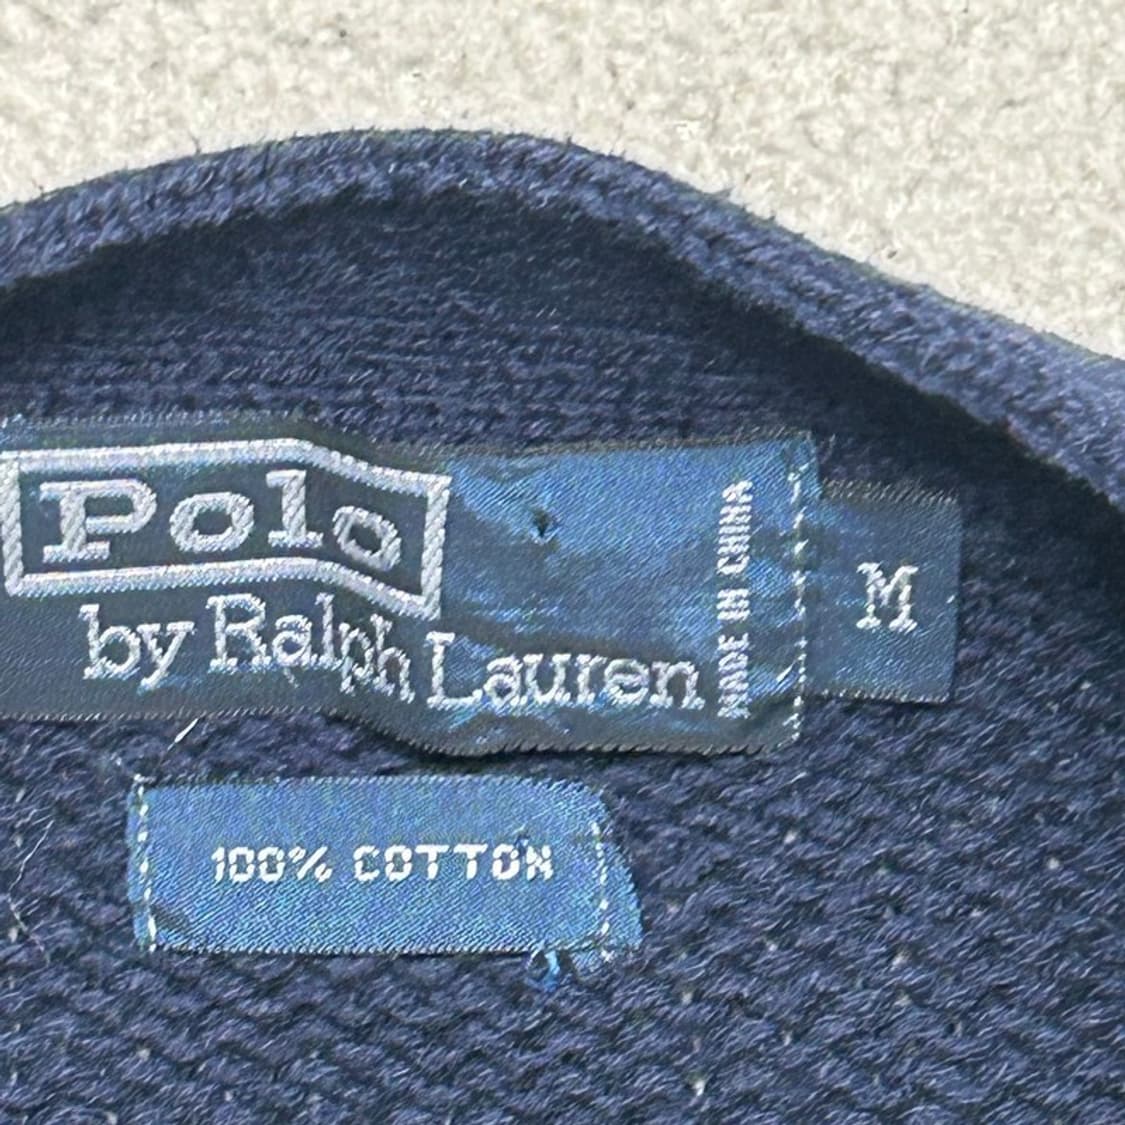 Polo
by Ralph Lauren
MADE IN CHINA
M
100% COTTON